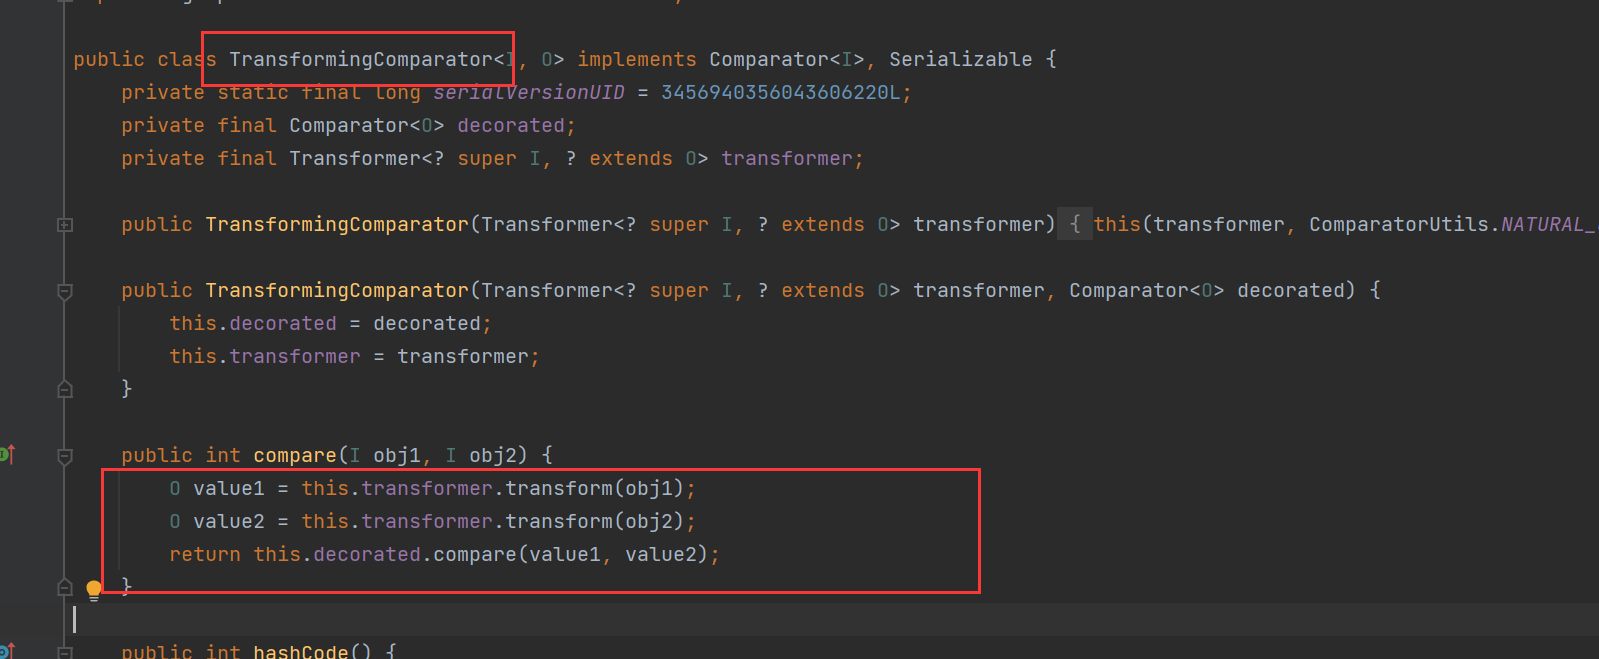 public class TransformingComparator<I, O> implements Comparator<I>, Serializable {
private static final long serialVersionUID = 3456940356043606220L;
private final Comparator<O> decorated;
private final Transformer<? super I, ? extends O> transformer;
public TransformingComparator(Transformer<? super I, ? extends O> transformer) { this(transformer, ComparatorUtils.NATURAL_
public TransformingComparator(Transformer<? super I, ? extends O> transformer, Comparator<O> decorated) {
this.decorated = decorated;
this.transformer = transformer;
}
public int compare(I obj1, I obj2) {
O value1 = this.transformer.transform(obj1);
O value2 = this.transformer.transform(obj2);
return this.decorated.compare(value1, value2);
}
public int hashCode() {